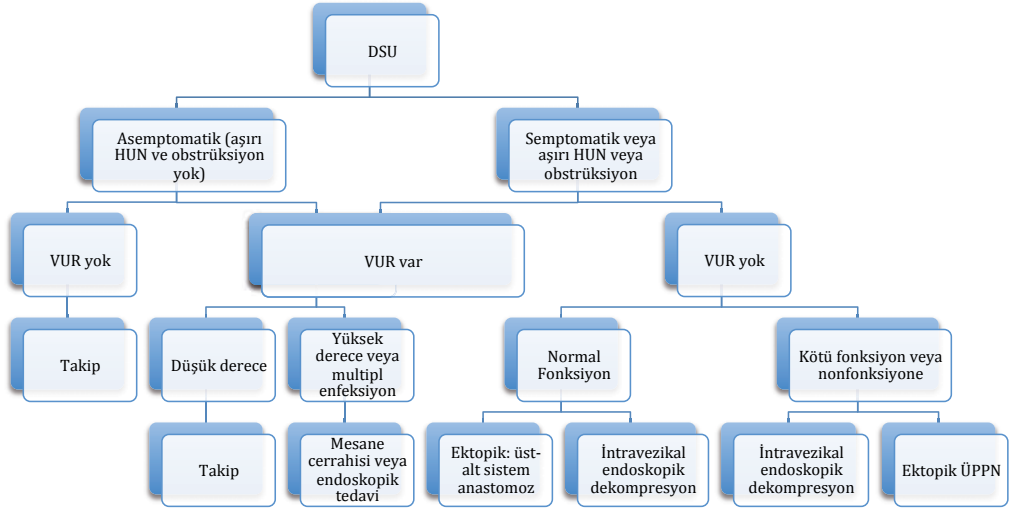 DSU
Asemptomatik (aşırı
HUN ve obstrüksiyon
yok)
Semptomatik veya
aşırı HUN veya
obstrüksiyon
VUR yok
VUR var
VUR yok
Takip
Düşük derece
Yüksek
derece veya
multipl
enfeksiyon
Normal
Fonksiyon
Kötü fonksiyon veya
nonfonksiyone
Takip
Mesane
cerrahisi veya
endoskopik
tedavi
Ektopik: üst-
alt sistem
anastomoz
İntravezikal
endoskopik
dekompresyon
İntravezikal
endoskopik
dekompresyon
Ektopik ÜPPN